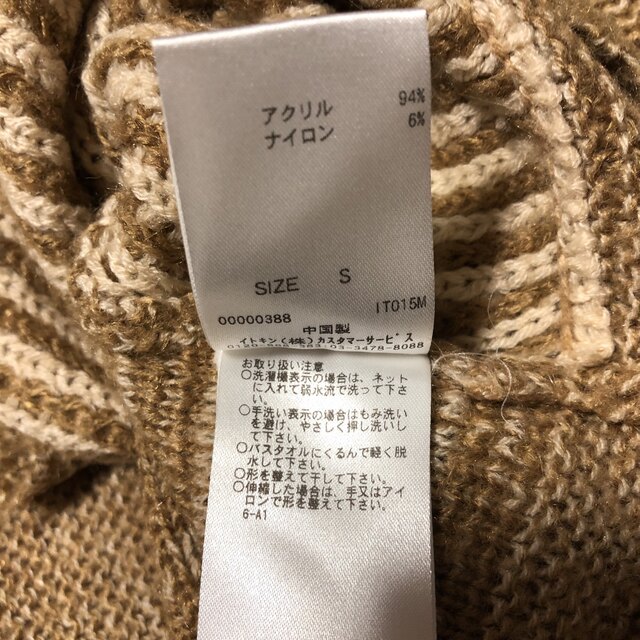 アクリル 94%
ナイロン 6%
SIZE S
IT015M
00000388
中国製
イトキン(株)カスタマーサービス
03-3478-8088
お取り扱い注意
○洗濯機表示の場合は、ネット
に入れて弱水流で洗って下さ
い。
○手洗い表示の場合はもみ洗い
を避け、やさしく押し洗いし
て下さい。
○バスタオルにくるんで軽く脱
水して下さい。
○形を整えて干して下さい。
○伸縮した場合は、手又はアイ
ロンで形を整えて下さい。
6-A1